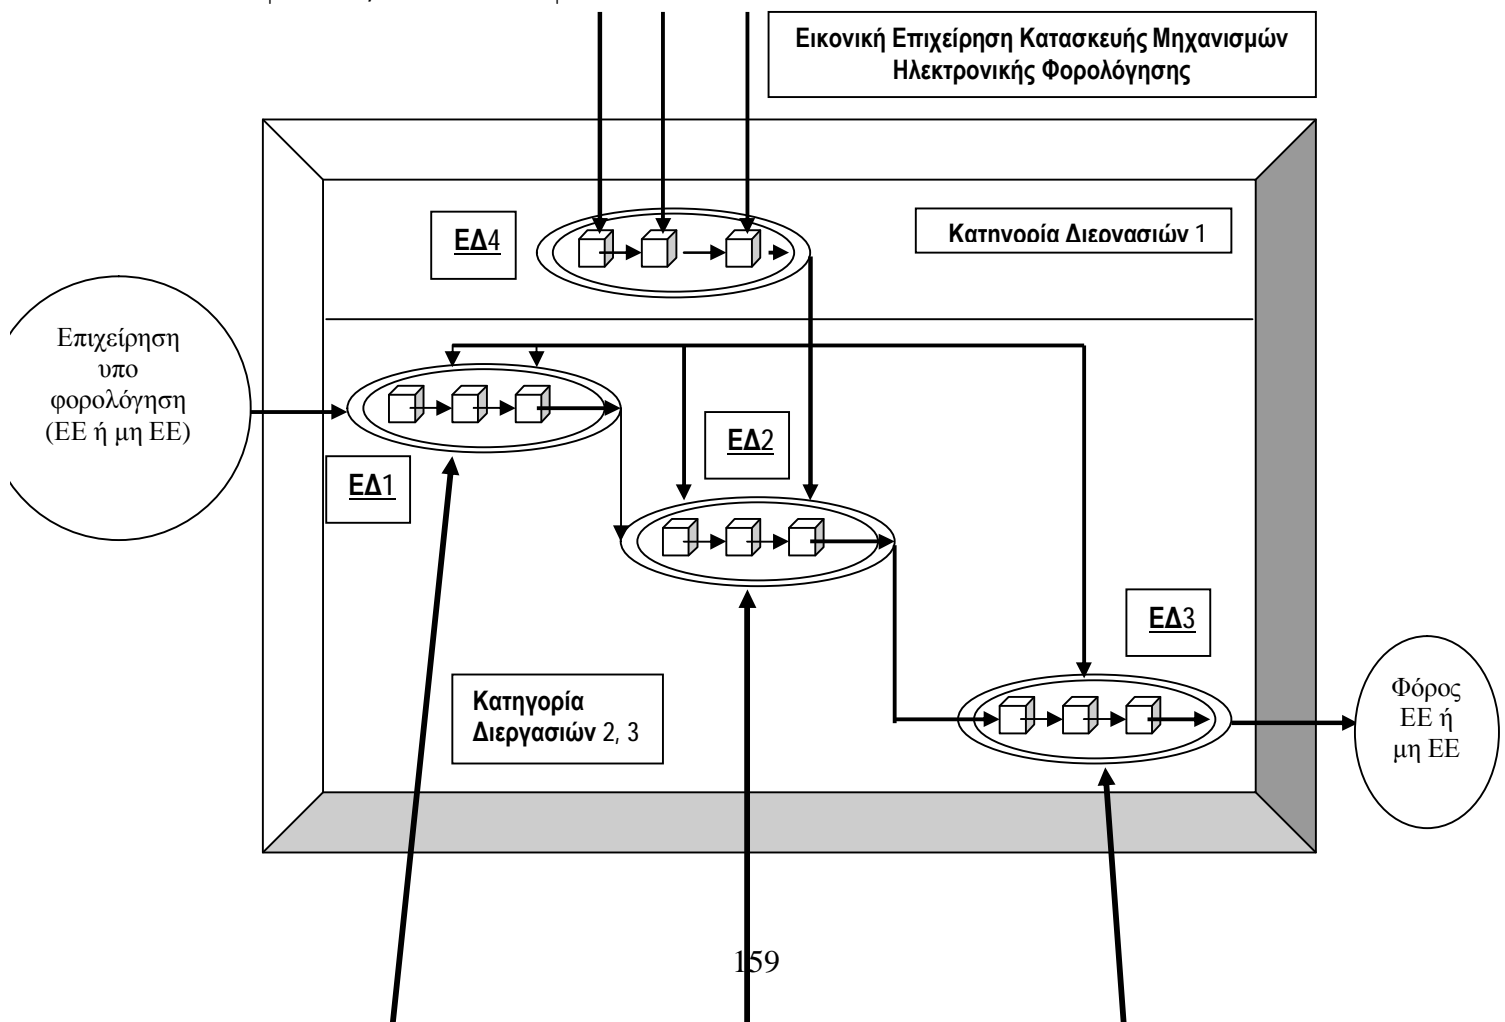 Εικονική Επιχείρηση Κατασκευής Μηχανισμών
Ηλεκτρονικής Φορολόγησης
ΕΔ4
Κατηγορία Διεργασιών 1
Επιχείρηση
υπο
φορολόγηση
(ΕΕ ή μη ΕΕ)
ΕΔ2
ΕΔ1
ΕΔ3
Κατηγορία
Διεργασιών 2, 3
Φόρος
ΕΕ ή
μη ΕΕ
159